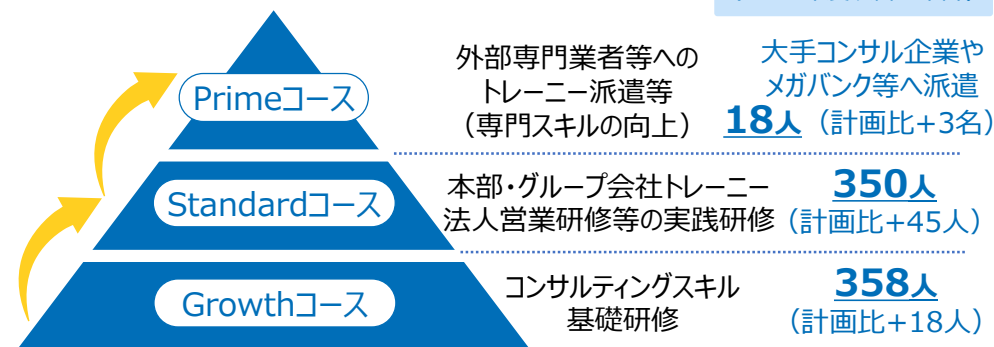 Primeコース
外部専門業者等への
トレーニー派遣等
（専門スキルの向上）
大手コンサル企業や
メガバンク等へ派遣
18人（計画比+3名）
Standardコース
本部・グループ会社トレーニー
法人営業研修等の実践研修
350人
（計画比+45人）
Growthコース
コンサルティングスキル
基礎研修
358人
（計画比+18人）